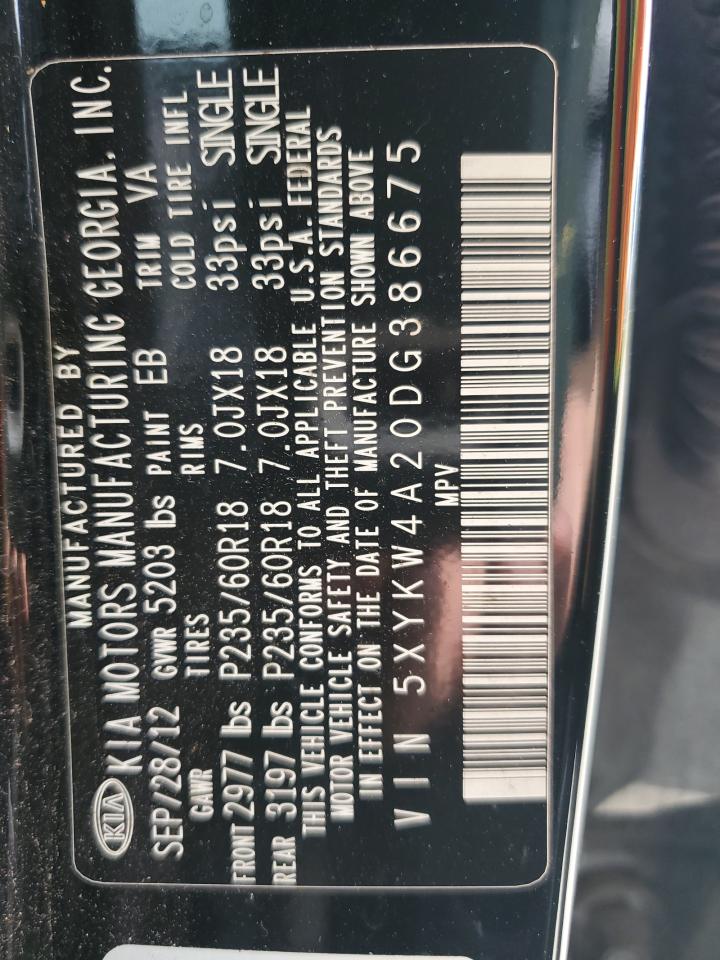 MANUFACTURED BY
KIA KIA MOTORS MANUFACTURING GEORGIA. INC.
SEP/28/12 GVWR 5203 lbs PAINT EB TRIM VA
GAWR TIRES RIMS COLD TIRE INFL
FRONT 2977 lbs P235/60R18 7.0JX18 33psi SINGLE
REAR 3197 lbs P235/60R18 7.0JX18 33psi SINGLE
THIS VEHICLE CONFORMS TO ALL APPLICABLE U.S.A. FEDERAL
MOTOR VEHICLE SAFETY AND THEFT PREVENTION STANDARDS
IN EFFECT ON THE DATE OF MANUFACTURE SHOWN ABOVE
VIN 5XYKW4A20DG386675
MPV